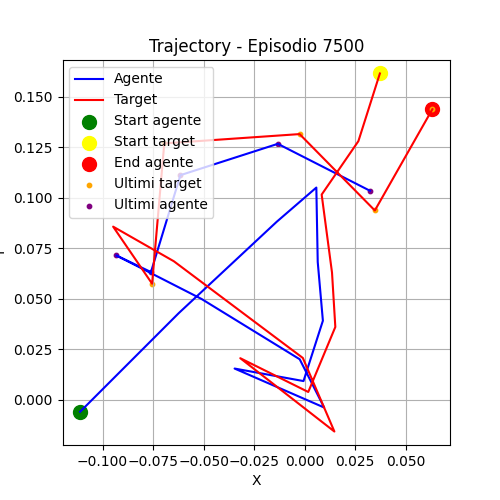 Trajectory - Episodio 7500
Agente
Target
Start agente
Start target
End agente
Ultimi target
Ultimi agente
0.150
0.125
0.100
0.075
0.050
0.025
0.000
−0.100 −0.075 −0.050 −0.025 0.000 0.025 0.050
X